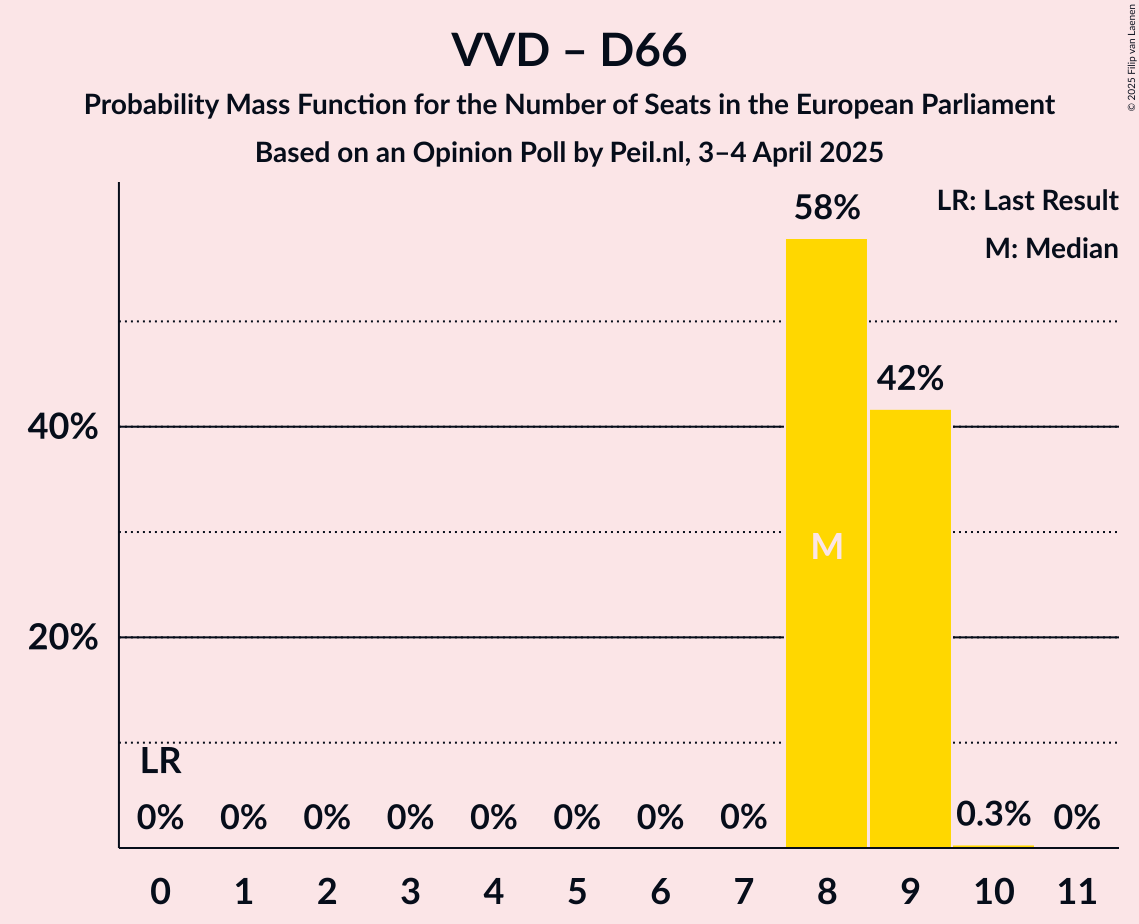 VVD – D66
Probability Mass Function for the Number of Seats in the European Parliament
Based on an Opinion Poll by Peil.nl, 3–4 April 2025
© 2025 Filip van Laenen
LR: Last Result
M: Median
58%
42%
40%
M
20%
LR
0% 0% 0% 0% 0% 0% 0% 0% 0.3% 0%
0 1 2 3 4 5 6 7 8 9 10 11